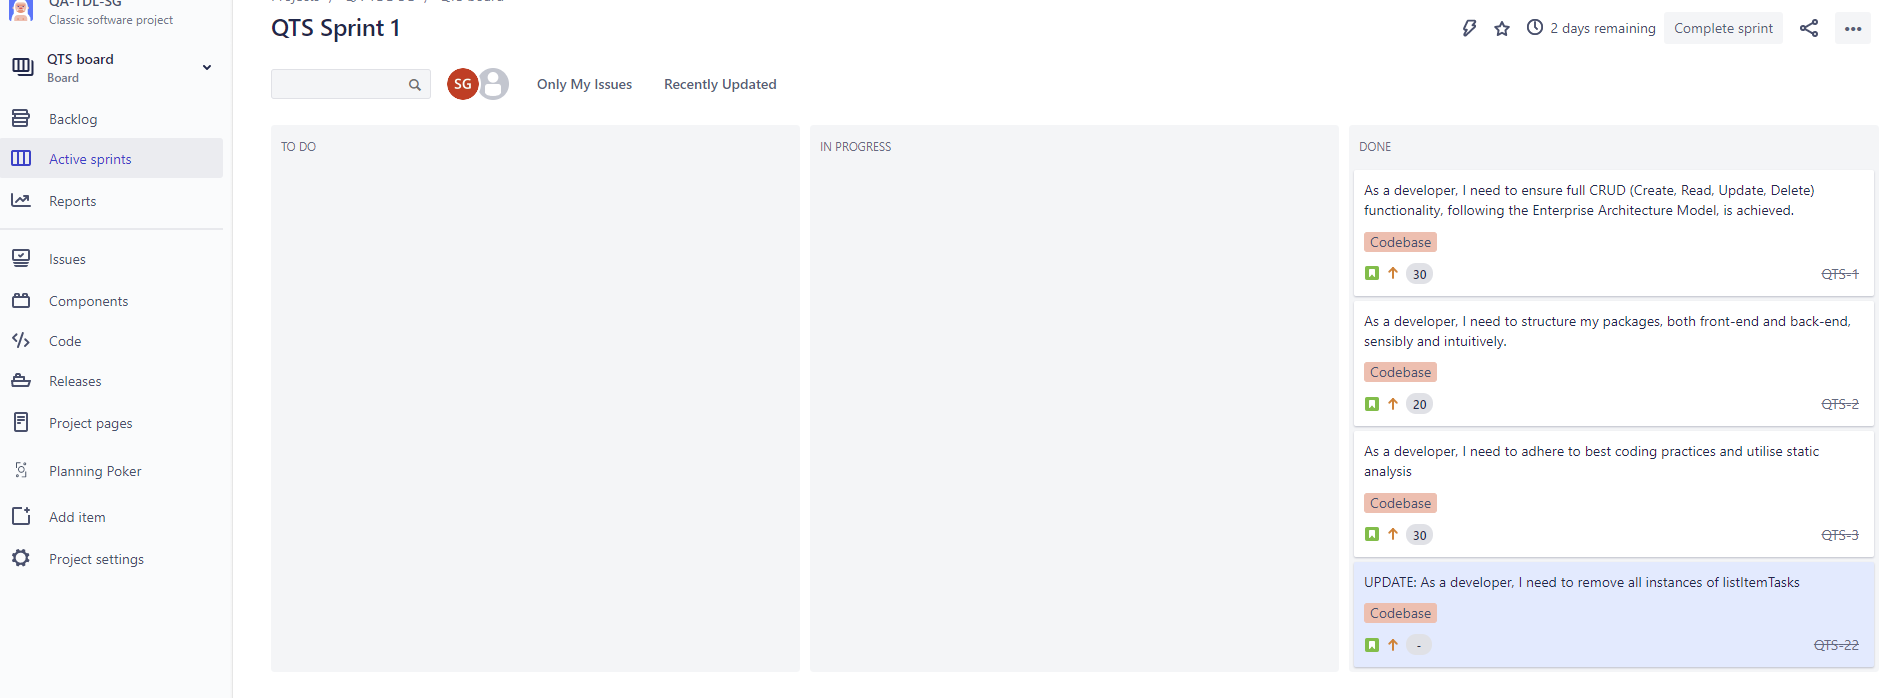 QA-TDL-SG
Classic software project
QTS board
Board
Backlog
Active sprints
Reports
Issues
Components
Code
Releases
Project pages
Planning Poker
Add item
Project settings
QTS Sprint 1
2 days remaining
Complete sprint
SG
Only My Issues
Recently Updated
TO DO
IN PROGRESS
DONE
As a developer, I need to ensure full CRUD (Create, Read, Update, Delete)
functionality, following the Enterprise Architecture Model, is achieved.
Codebase
30
QTS-1
As a developer, I need to structure my packages, both front-end and back-end,
sensibly and intuitively.
Codebase
20
QTS-2
As a developer, I need to adhere to best coding practices and utilise static
analysis
Codebase
30
QTS-3
UPDATE: As a developer, I need to remove all instances of listItemTasks
Codebase
-
QTS-22